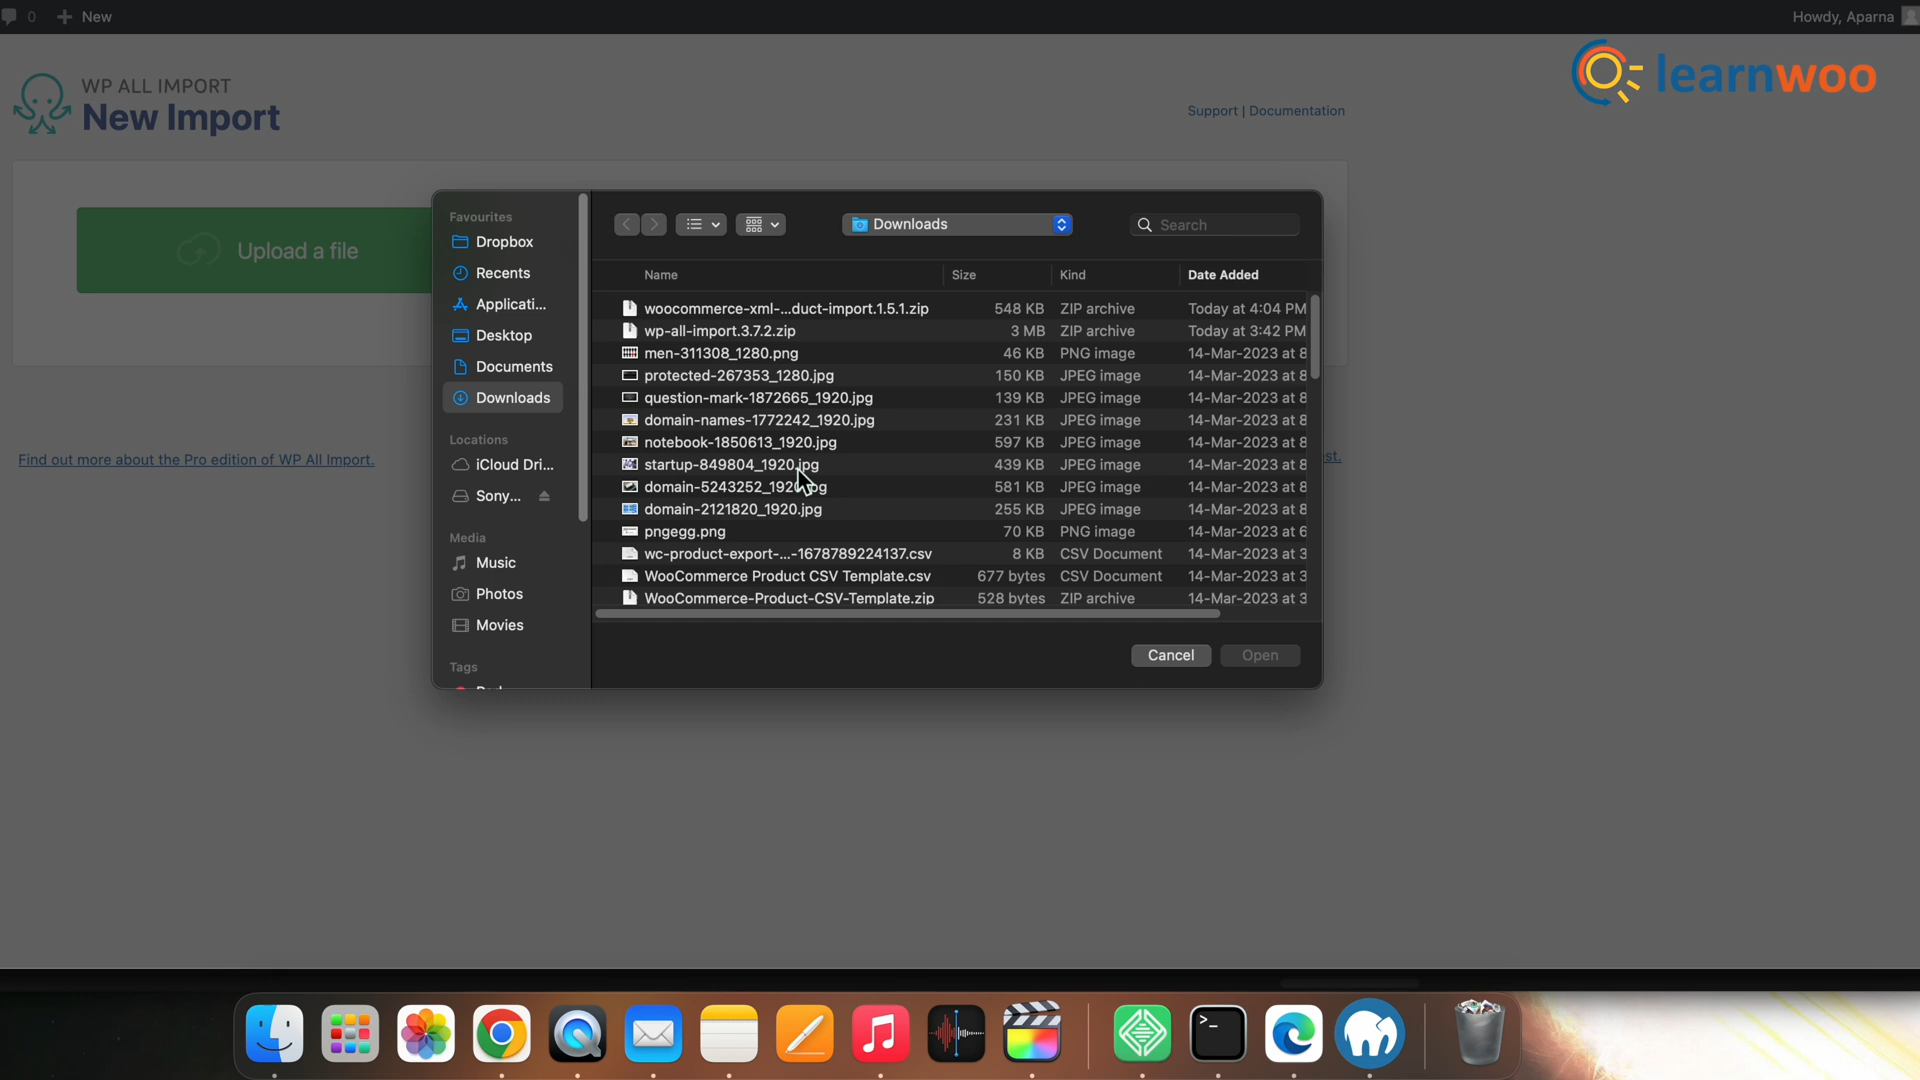 0 New
Howdy, Aparna
WP ALL IMPORT
New Import
Support | Documentation
learnwoo
Upload a file
Find out more about the Pro edition of WP All Import.
st.
Favourites
Dropbox
Recents
Applicati...
Desktop
Documents
Downloads
Locations
iCloud Dri...
Sony...
Media
Music
Photos
Movies
Tags
Downloads
Search
Name Size Kind Date Added
woocommerce-xml-...duct-import.1.5.1.zip 548 KB ZIP archive Today at 4:04 PM
wp-all-import.3.7.2.zip 3 MB ZIP archive Today at 3:42 PM
men-311308_1280.png 46 KB PNG image 14-Mar-2023 at 8
protected-267353_1280.jpg 150 KB JPEG image 14-Mar-2023 at 8
question-mark-1872665_1920.jpg 139 KB JPEG image 14-Mar-2023 at 8
domain-names-1772242_1920.jpg 231 KB JPEG image 14-Mar-2023 at 8
notebook-1850613_1920.jpg 597 KB JPEG image 14-Mar-2023 at 8
startup-849804_1920.jpg 439 KB JPEG image 14-Mar-2023 at 8
domain-5243252_1920.jpg 581 KB JPEG image 14-Mar-2023 at 8
domain-2121820_1920.jpg 255 KB JPEG image 14-Mar-2023 at 8
pngegg.png 70 KB PNG image 14-Mar-2023 at 6
wc-product-export-...-1678789224137.csv 8 KB CSV Document 14-Mar-2023 at 3
WooCommerce Product CSV Template.csv 677 bytes CSV Document 14-Mar-2023 at 3
WooCommerce-Product-CSV-Template.zip 528 bytes ZIP archive 14-Mar-2023 at 3
Cancel Open